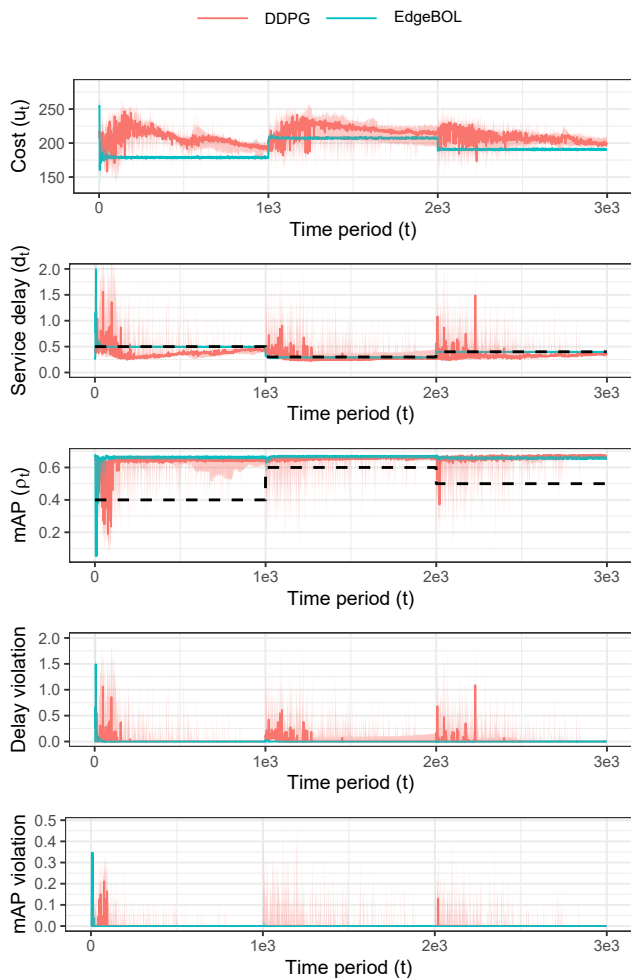 DDPG EdgeBOL
Cost (uₜ)
250
200
150
0 1e3 2e3 3e3
Time period (t)
Service delay (dₜ)
2.0
1.5
1.0
0.5
0.0
0 1e3 2e3 3e3
Time period (t)
mAP (ρₜ)
0.6
0.4
0.2
0 1e3 2e3 3e3
Time period (t)
Delay violation
2.0
1.5
1.0
0.5
0.0
0 1e3 2e3 3e3
Time period (t)
mAP violation
0.5
0.4
0.3
0.2
0.1
0.0
0 1e3 2e3 3e3
Time period (t)